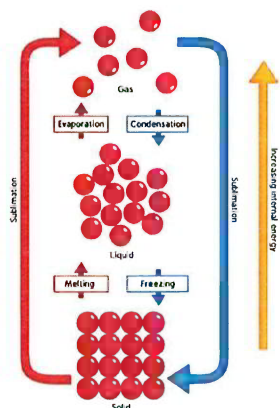 Gas
Evaporation
Condensation
Sublimation
Sublimation
Increasing internal energy
Liquid
Melting
Freezing
Solid